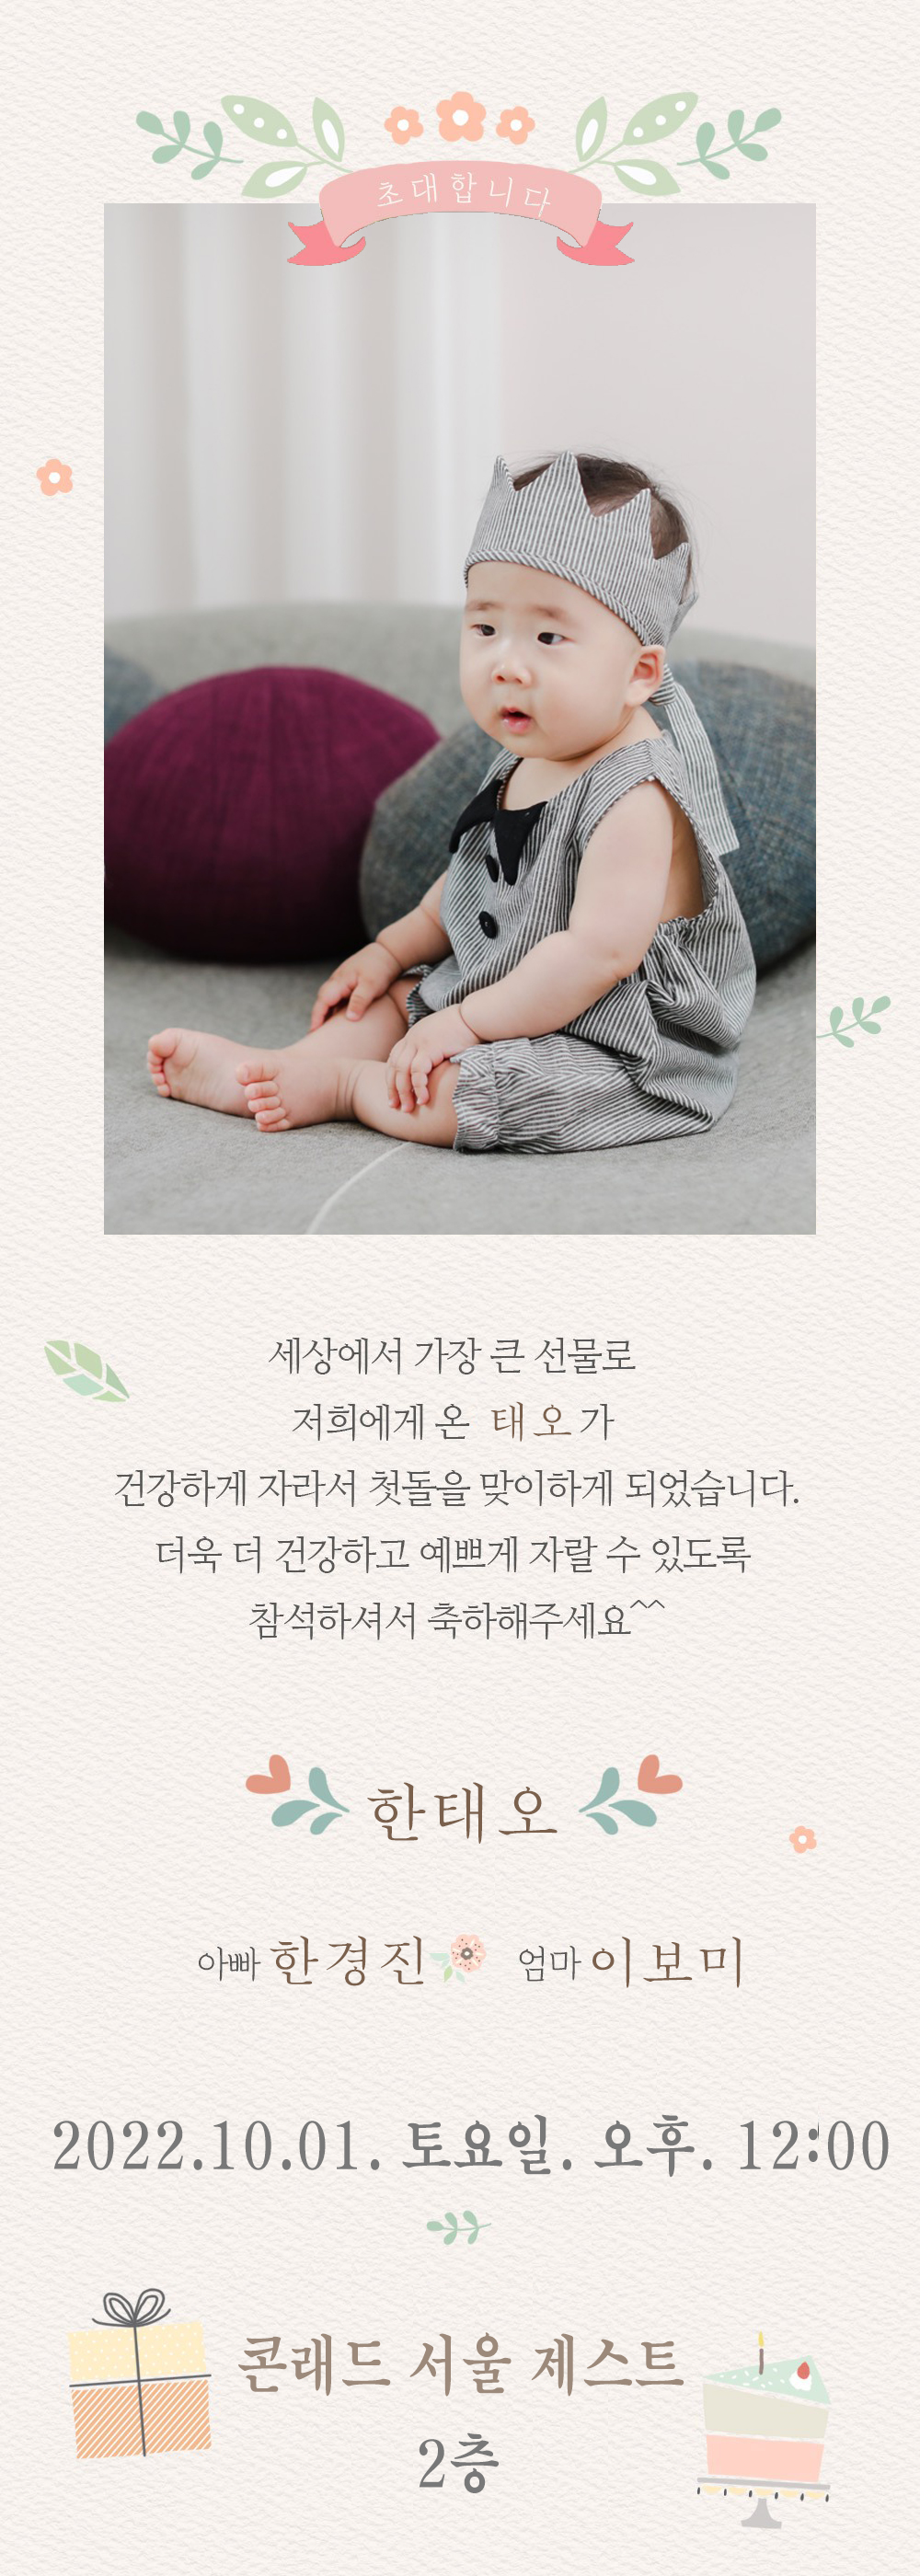 초대합니다
세상에서 가장 큰 선물로
저희에게 온 태오가
건강하게 자라서 첫돌을 맞이하게 되었습니다.
더욱 더 건강하고 예쁘게 자랄 수 있도록
참석하셔서 축하해주세요^^
한태오
아빠 한경진 엄마 이보미
2022.10.01. 토요일. 오후. 12:00
콘래드 서울 제스트
2층